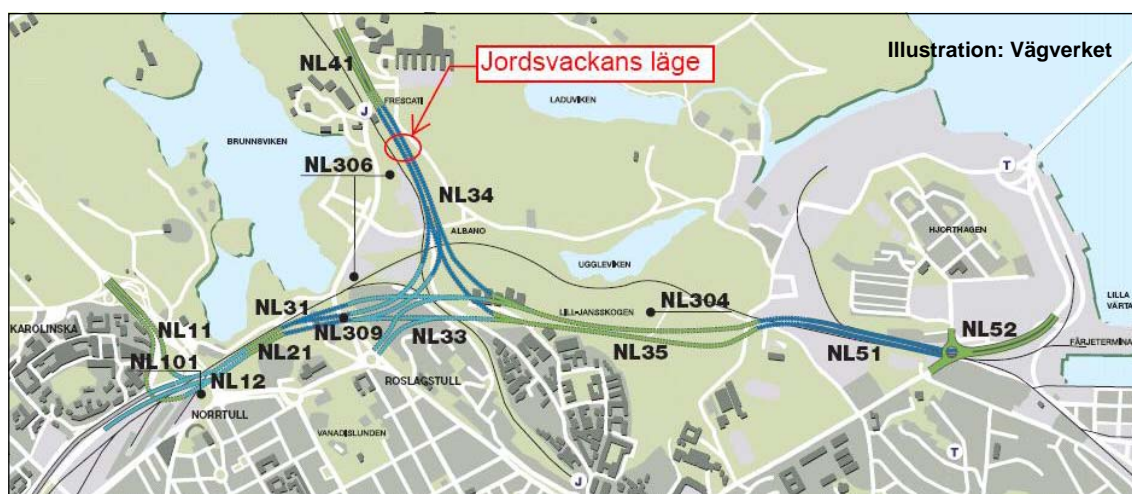 Illustration: Vägverket
Jordsvackans läge
NL41
FRESCATI
J
LADUVIKEN
BRUNNSVIKEN
NL306
T
NL34
ALBANO
HJORTHAGEN
UGGLEVIKEN
NL304
NL31
LILL-JANSSKOGEN
LILLA
VÄRTA
KAROLINSKA
NL11
NL309
NL33
NL52
NL21
NL35
NL51
FÄRJETERMINA
NL101
NL12
ROSLAGSTULL
NORRTULL
VANADISLUNDEN
T
J